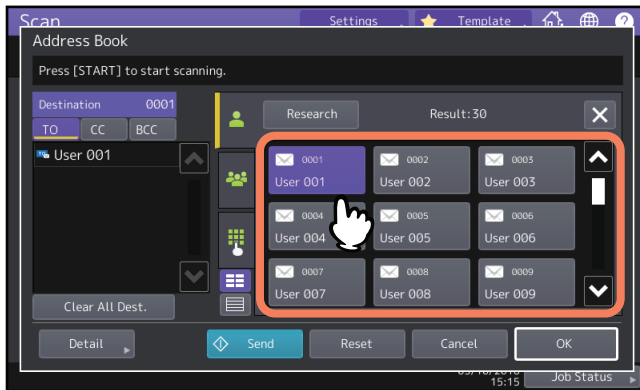 Scan
Settings
Template
?
Address Book
Press [START] to start scanning.
Destination 0001
TO CC BCC
TO User 001
Research
Result:30
0001
User 001
0002
User 002
0003
User 003
0004
User 004
0005
User 005
0006
User 006
0007
User 007
0008
User 008
0009
User 009
Clear All Dest.
Detail
Send
Reset
Cancel
OK
15:15
Job Status